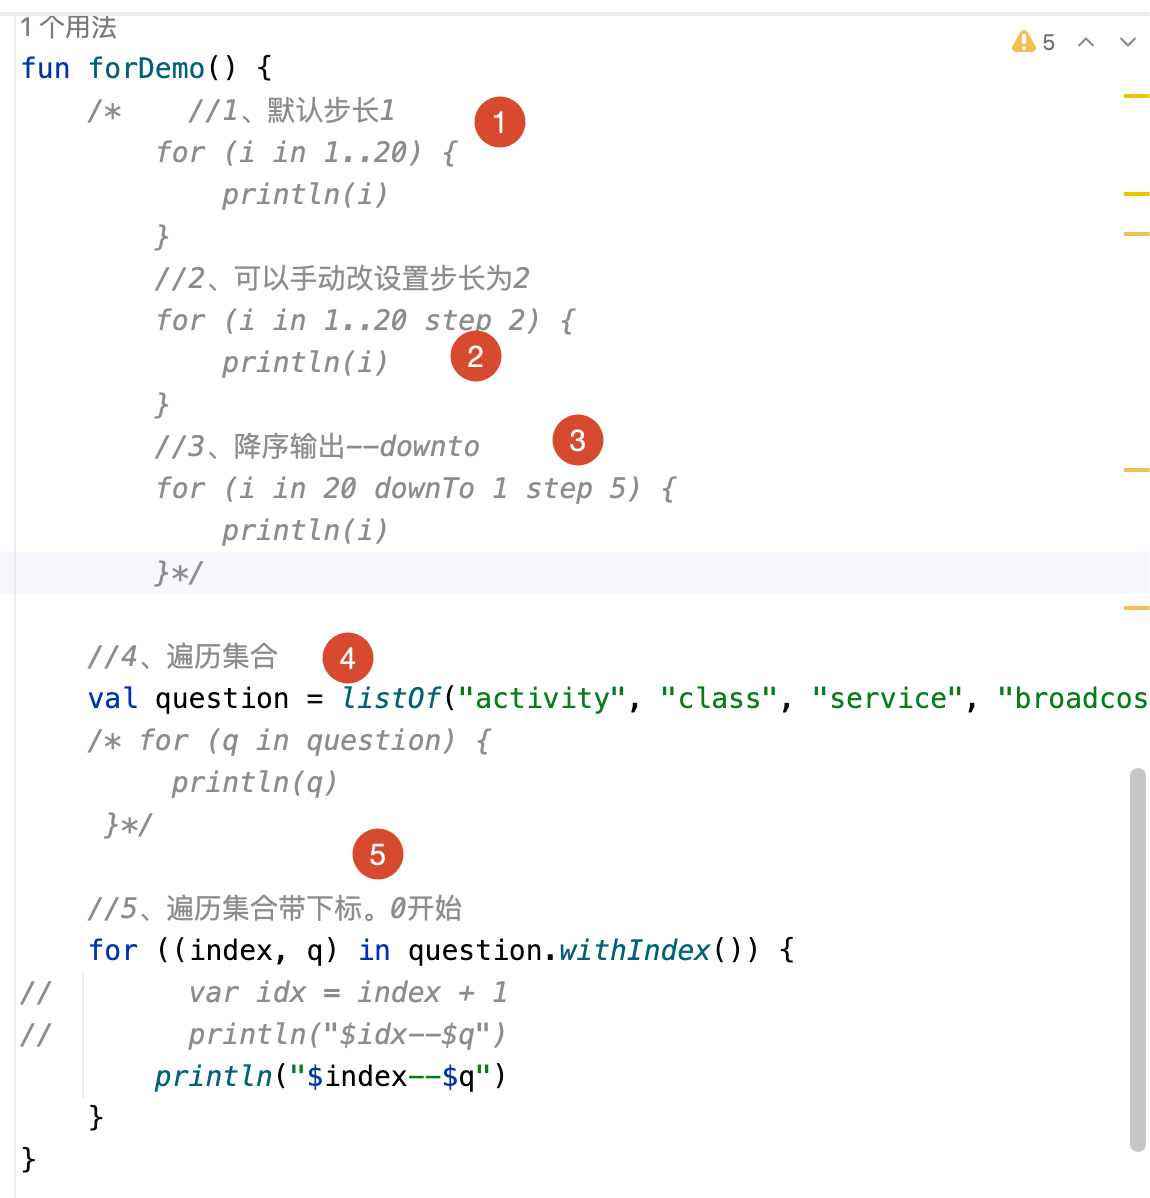 1 个用法
5
fun forDemo() {
/*    //1、默认步长1
1
for (i in 1..20) {
println(i)
}
//2、可以手动改设置步长为2
for (i in 1..20 step 2) {
println(i)
2
}
//3、降序输出--downto
3
for (i in 20 downTo 1 step 5) {
println(i)
}*/
//4、遍历集合
4
val question = listOf("activity", "class", "service", "broadcos
/* for (q in question) {
println(q)
}*/
5
//5、遍历集合带下标。0开始
for ((index, q) in question.withIndex()) {
//        var idx = index + 1
//        println("$idx--$q")
println("$index--$q")
}
}